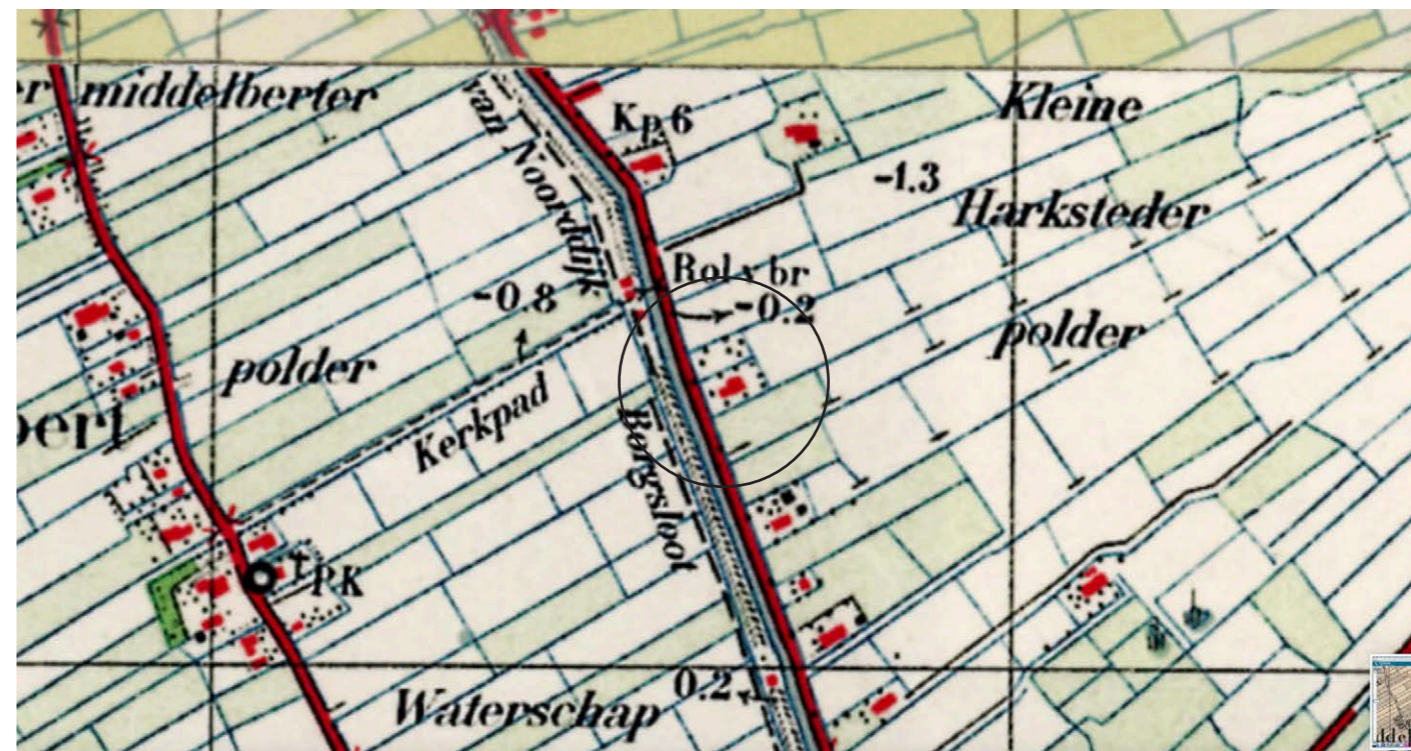 middelberter
Kleine
Kp 6
van Noorddijk
-1.3
Harksteder
Rol v br
-0.8
-0.2
polder
polder
Kerkpad
Borgsloot
P.K
0.2
Waterschap